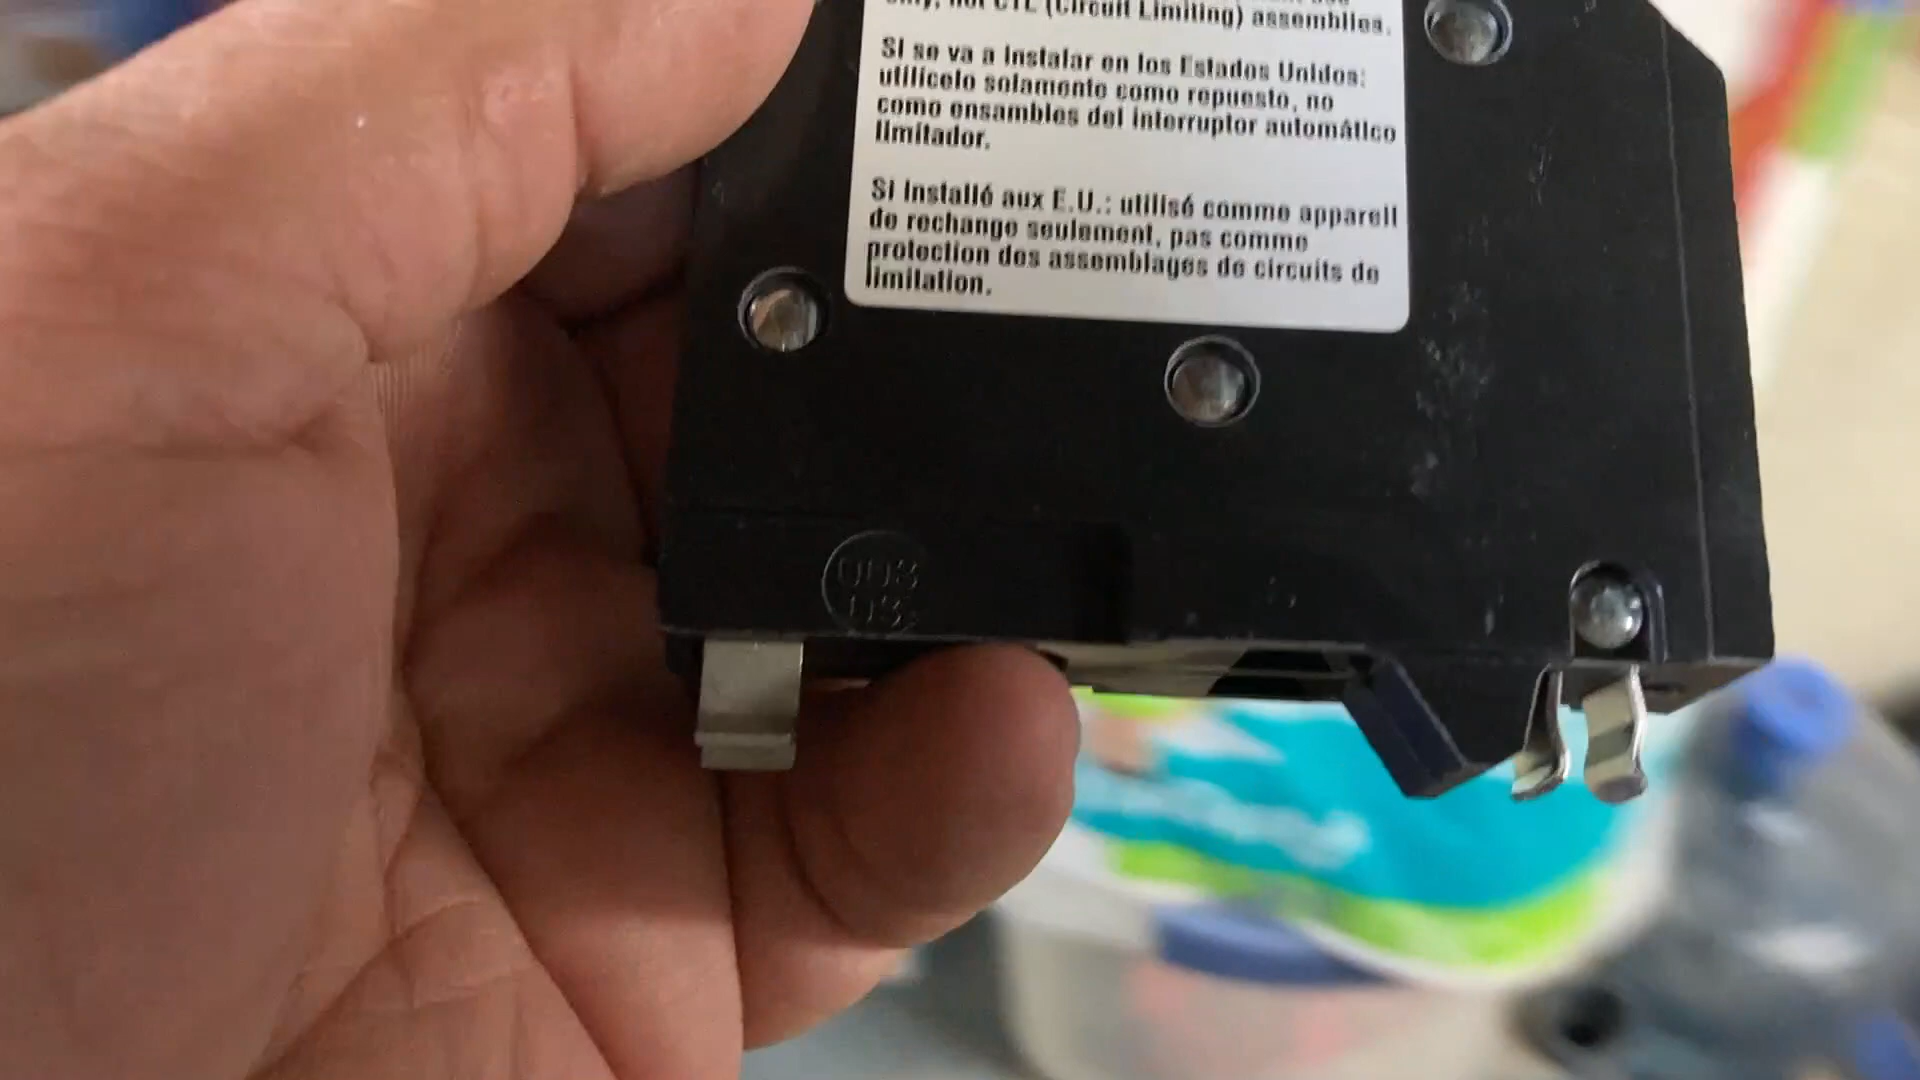 only, not CTL (Circuit Limiting) assemblies.
Si se va a instalar en los Estados Unidos:
utilícelo solamente como repuesto, no
como ensambles del interruptor automático
limitador.
Si installé aux E.U.: utilisé comme appareil
de rechange seulement, pas comme
protection des assemblages de circuits de
limitation.